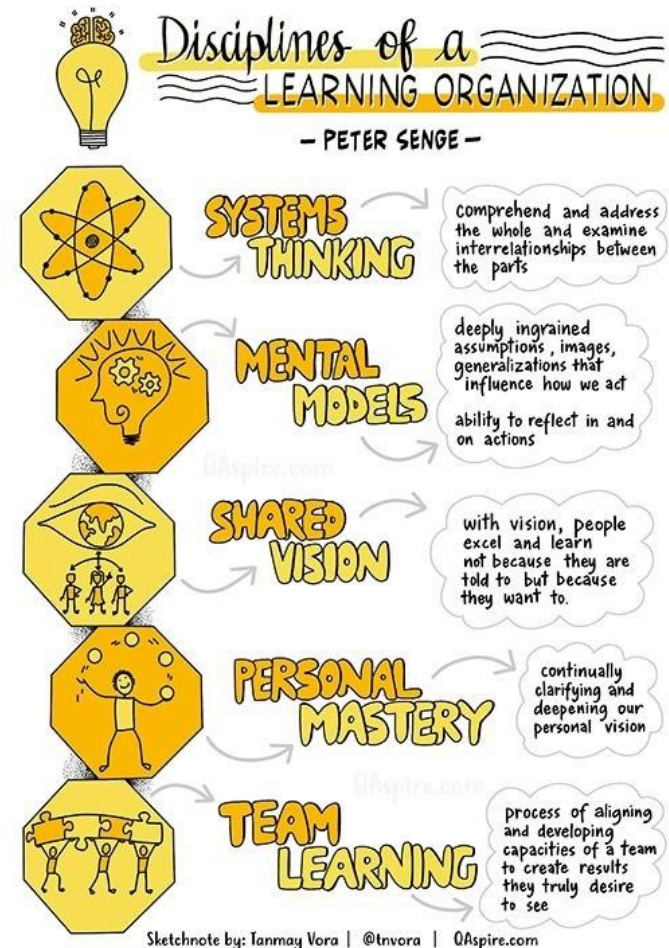 Disciplines of a
LEARNING ORGANIZATION
– PETER SENGE –
SYSTEMS
THINKING
comprehend and address
the whole and examine
interrelationships between
the parts
MENTAL
MODELS
deeply ingrained
assumptions, images,
generalizations that
influence how we act
ability to reflect in and
on actions
QAspire.com
SHARED
VISION
with vision, people
excel and learn
not because they are
told to but because
they want to.
PERSONAL
MASTERY
continually
clarifying and
deepening our
personal vision
QAspire.com
TEAM
LEARNING
process of aligning
and developing
capacities of a team
to create results
they truly desire
to see
Sketchnote by: Tanmay Vora | @tnvora | QAspire.com